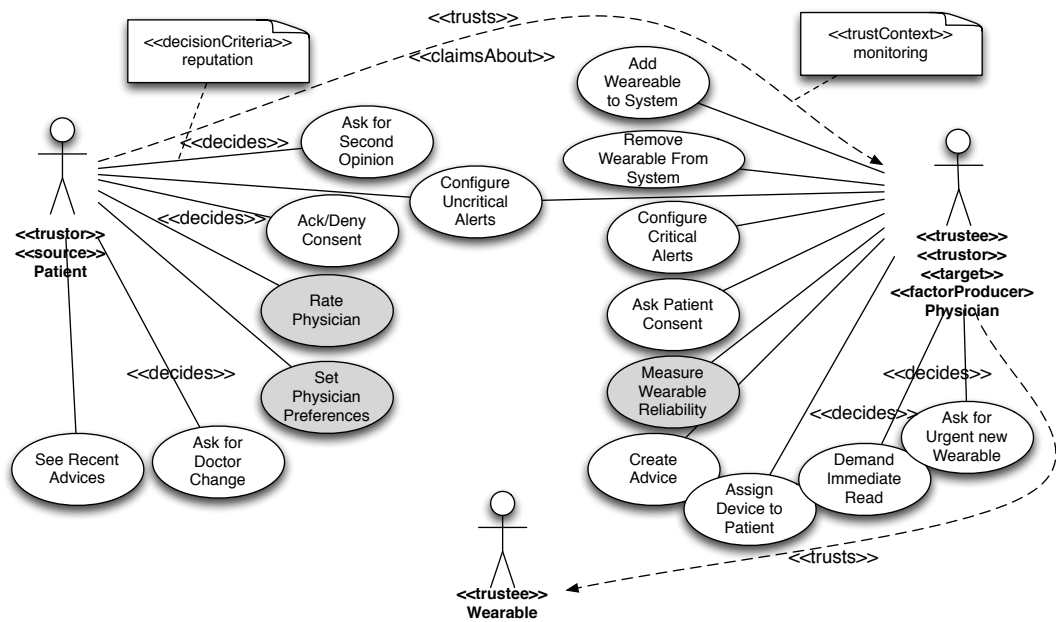 <<trusts>>
<<decisionCriteria>>
reputation
<<claimsAbout>>
<<trustContext>>
monitoring
Add
Weareable
to System
<<decides>>
Ask for
Second
Opinion
Remove
Wearable From
System
Configure
Uncritical
Alerts
<<decides>>
Ack/Deny
Consent
Configure
Critical
Alerts
<<trustor>>
<<source>>
Patient
<<trustee>>
<<trustor>>
<<target>>
<<factorProducer>
Physician
Rate
Physician
Ask Patient
Consent
<<decides>>
Set
Physician
Preferences
Measure
Wearable
Reliability
<<decides>>
<<decides>>
See Recent
Advices
Ask for
Doctor
Change
Create
Advice
Assign
Device to
Patient
Demand
Immediate
Read
Ask for
Urgent new
Wearable
<<trusts>>
<<trustee>>
Wearable